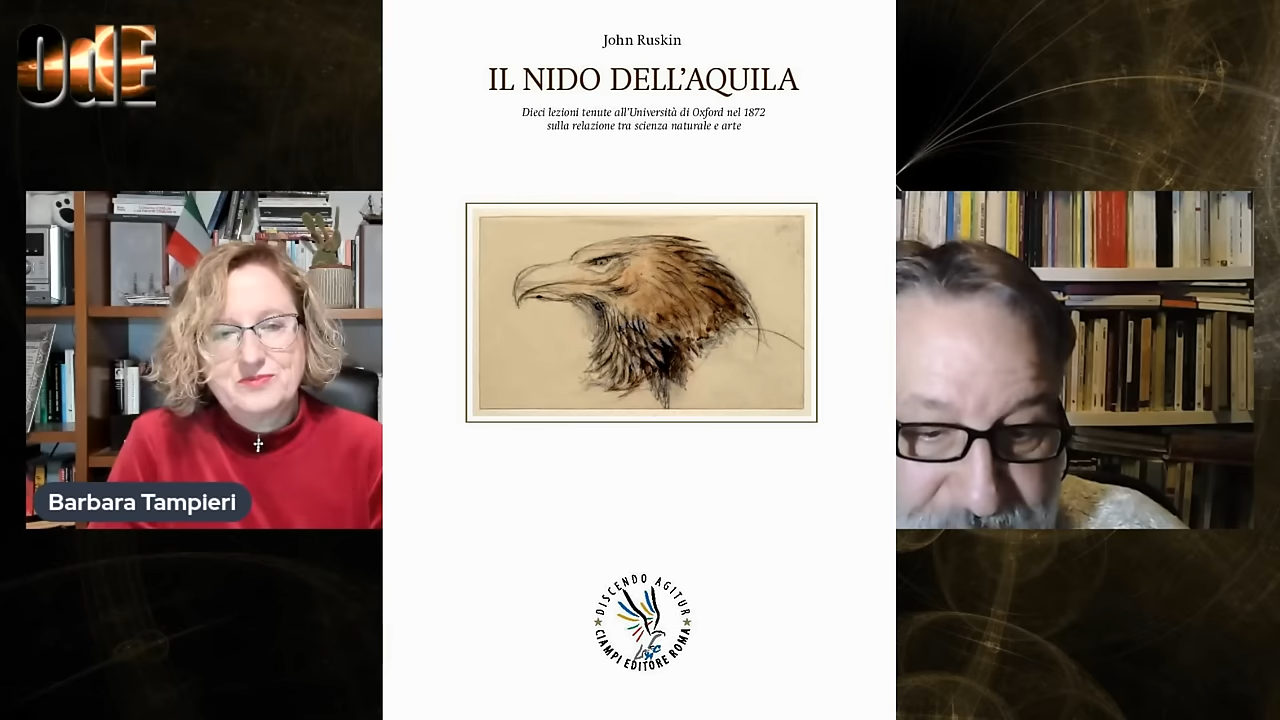 OdE
John Ruskin
IL NIDO DELL'AQUILA
Dieci lezioni tenute all'Università di Oxford nel 1872
sulla relazione tra scienza naturale e arte
Barbara Tampieri
DISCENDO AGITUR
CIAMPI EDITORE ROMA